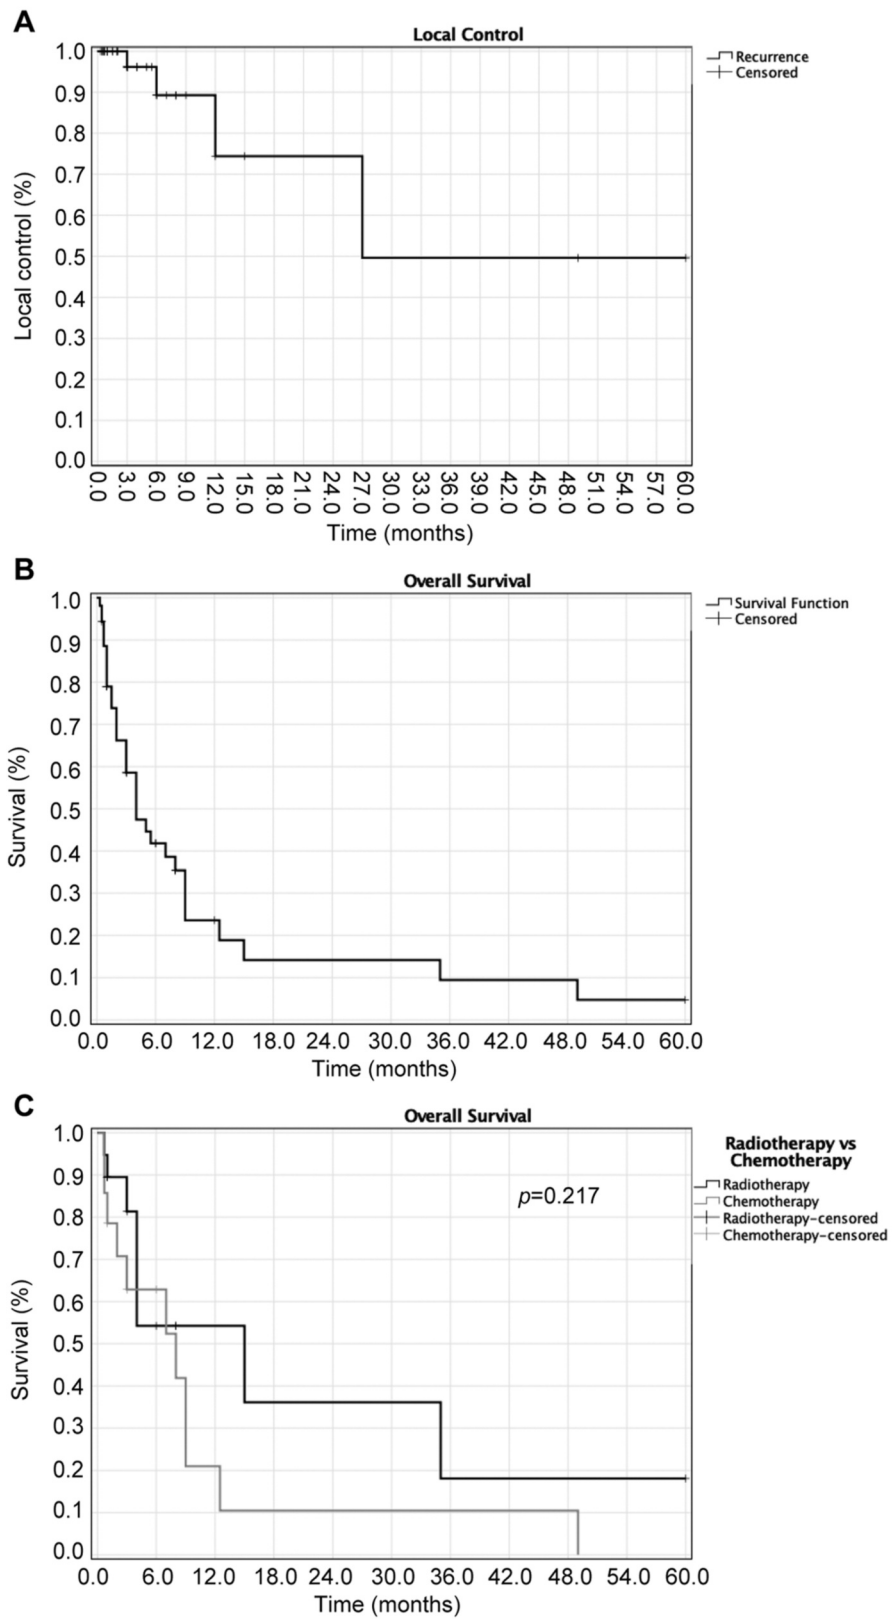 A
Local Control
Recurrence
Censored
Local control (%)
1.0
0.9
0.8
0.7
0.6
0.5
0.4
0.3
0.2
0.1
0.0
0.0 3.0 6.0 9.0 12.0 15.0 18.0 21.0 24.0 27.0 30.0 33.0 36.0 39.0 42.0 45.0 48.0 51.0 54.0 57.0 60.0
Time (months)
B
Overall Survival
Survival Function
Censored
Survival (%)
1.0
0.9
0.8
0.7
0.6
0.5
0.4
0.3
0.2
0.1
0.0
0.0 6.0 12.0 18.0 24.0 30.0 36.0 42.0 48.0 54.0 60.0
Time (months)
C
Overall Survival
Radiotherapy vs
Chemotherapy
Radiotherapy
Chemotherapy
Radiotherapy-censored
Chemotherapy-censored
p=0.217
Survival (%)
1.0
0.9
0.8
0.7
0.6
0.5
0.4
0.3
0.2
0.1
0.0
0.0 6.0 12.0 18.0 24.0 30.0 36.0 42.0 48.0 54.0 60.0
Time (months)